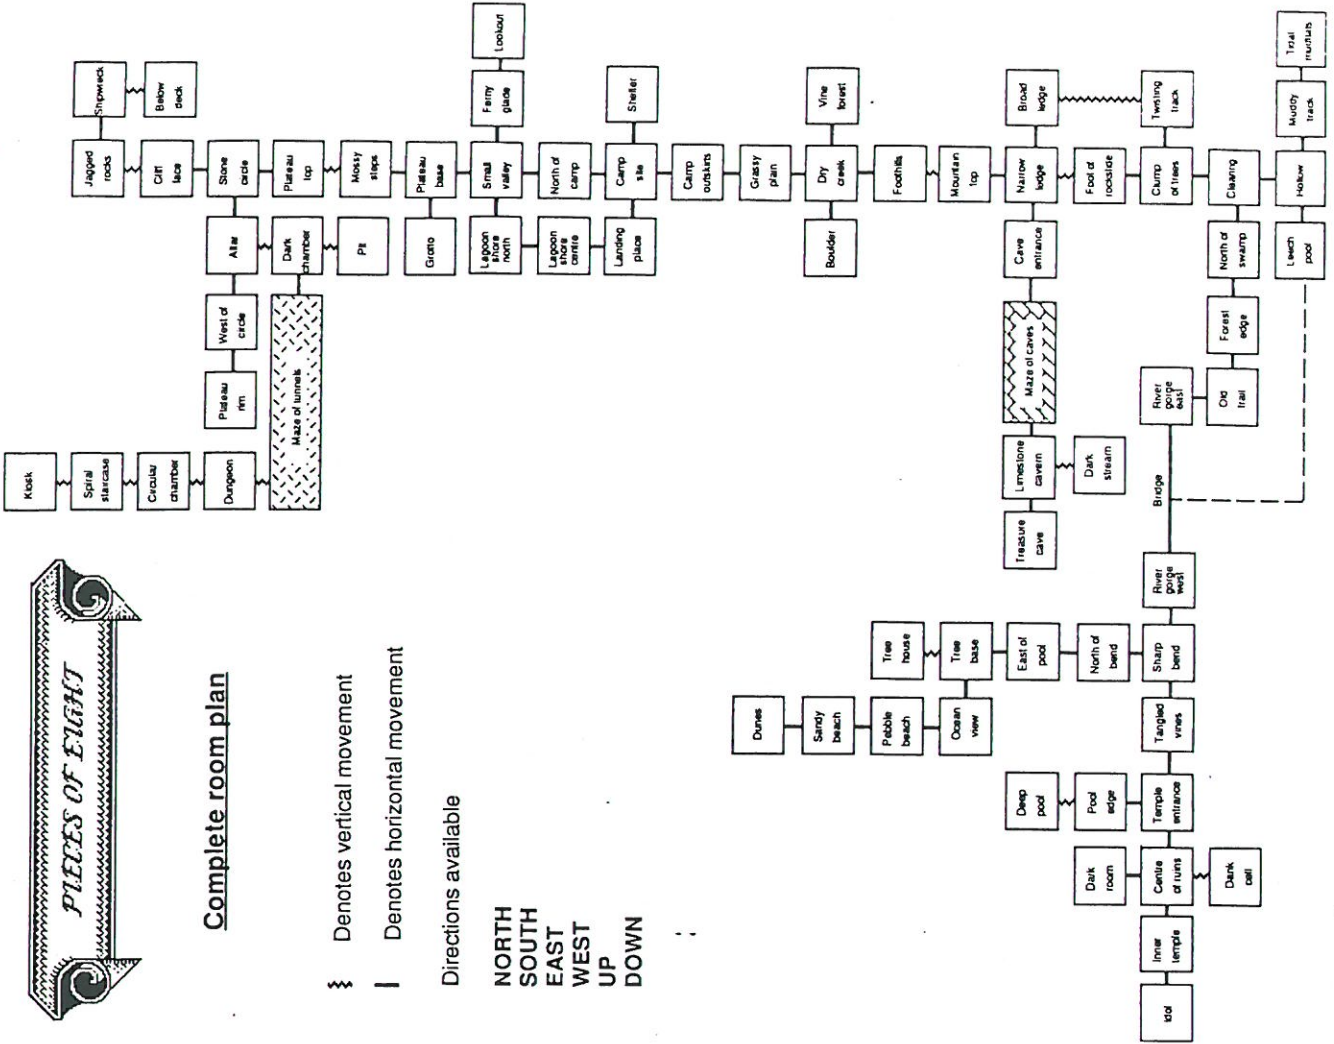 PIECES OF EIGHT
Complete room plan
Denotes vertical movement
Denotes horizontal movement
Directions available
NORTH
SOUTH
EAST
WEST
UP
DOWN
Kiosk
Spiral
staircase
Circular
chamber
Dungeon
Maze of tunnels
Plateau
rim
West of
circle
Altar
Dark
chamber
Pit
Jagged
rocks
Shipwreck
Below
deck
Cliff
face
Stone
circle
Plateau
top
Mossy
steps
Plateau
base
Grotto
Small
valley
Ferny
glade
Lookout
Lagoon
shore
north
Lagoon
shore
centre
Landing
place
North of
camp
Camp
site
Shelter
Camp
outskirts
Grassy
plain
Boulder
Dry
creek
Vine
forest
Foothills
Mountain
top
Treasure
cave
Limestone
cavern
Dark
stream
Maze of caves
Cave
entrance
Narrow
ledge
Broad
ledge
Foot of
rockslide
Clump
of trees
Twisting
track
Clearing
North of
swamp
Forest
edge
Old
trail
River
gorge
east
Bridge
River
gorge
west
Leech
pool
Hollow
Muddy
track
Tidal
mudflats
Dunes
Sandy
beach
Pebble
beach
Ocean
view
Tree
house
Tree
base
East of
pool
North of
bend
Sharp
bend
Tangled
vines
Deep
pool
Pool
edge
Temple
entrance
Dark
room
Centre
of ruins
Dank
cell
Inner
temple
Idol